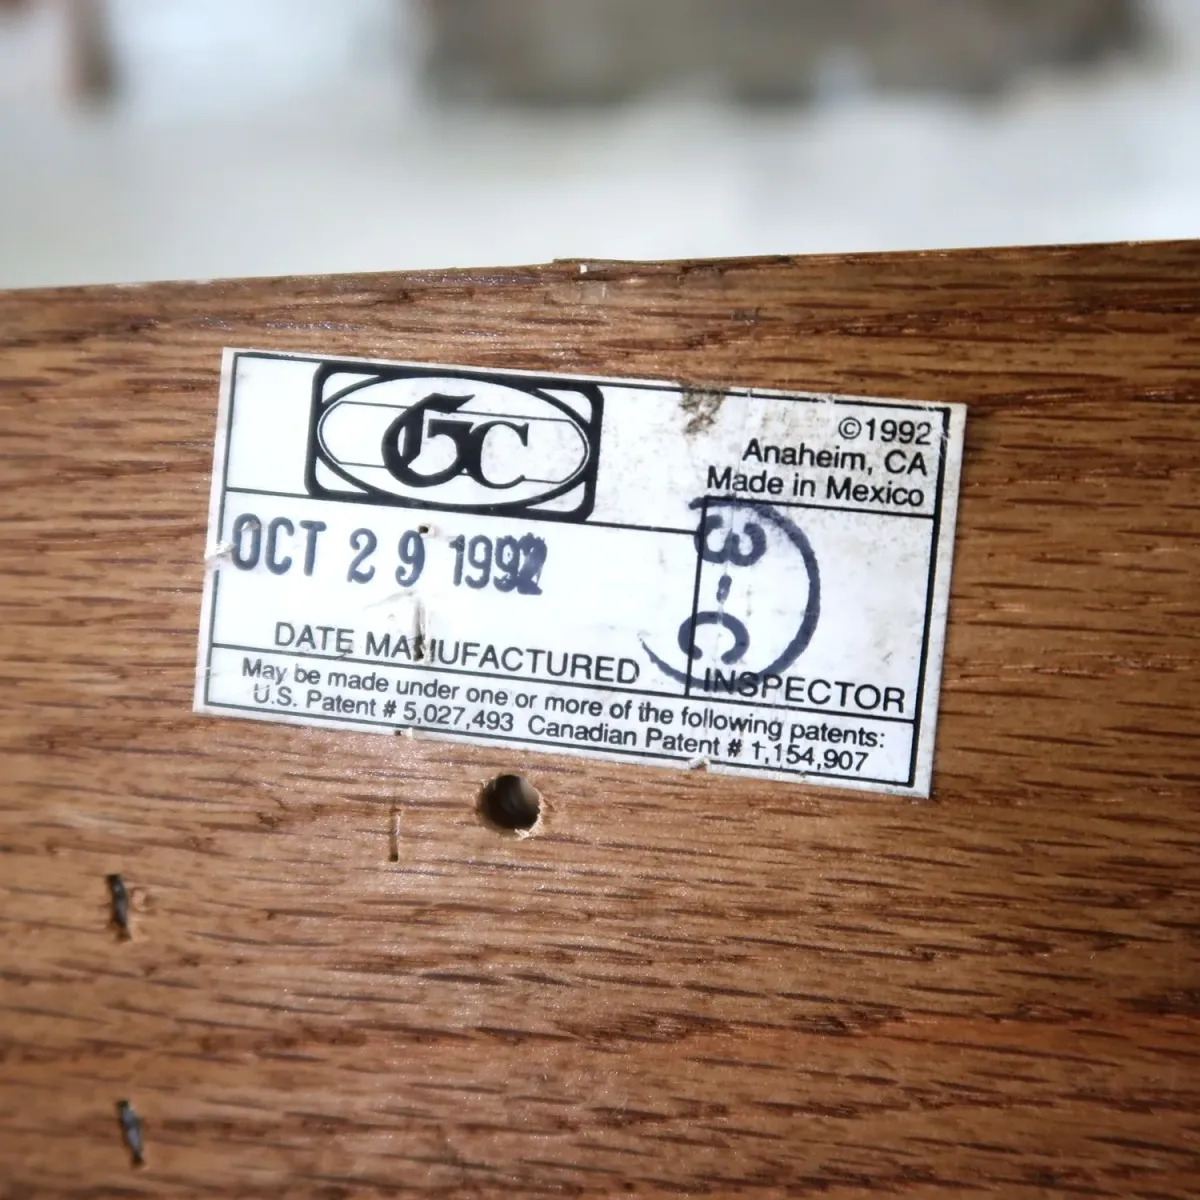 GC
©1992
Anaheim, CA
Made in Mexico
OCT 29 1992
3-C
DATE MANUFACTURED
INSPECTOR
May be made under one or more of the following patents:
U.S. Patent # 5,027,493 Canadian Patent # 1,154,907